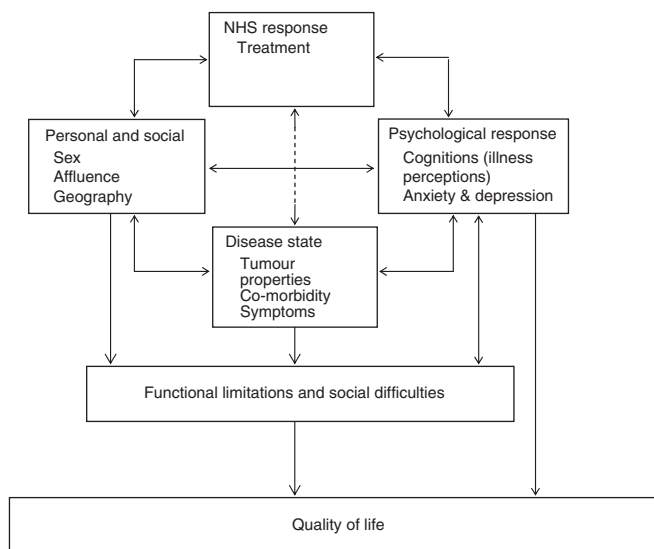 NHS response
Treatment
Personal and social
Sex
Affluence
Geography
Psychological response
Cognitions (illness
perceptions)
Anxiety & depression
Disease state
Tumour
properties
Co-morbidity
Symptoms
Functional limitations and social difficulties
Quality of life